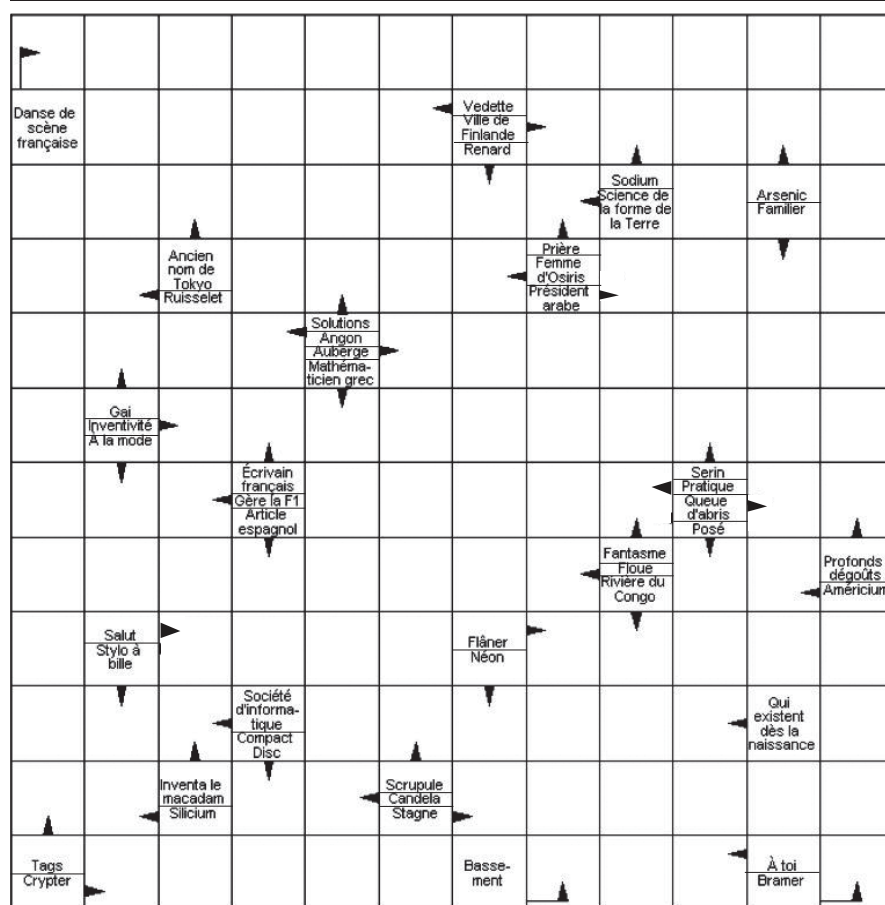 Danse de
scène
française
Vedette
Ville de
Finlande
Renard
Sodium
Science de
la forme de
la Terre
Arsenic
Familier
Ancien
nom de
Tokyo
Ruisselet
Prière
Femme
d'Osiris
Président
arabe
Solutions
Angon
Auberge
Mathéma-
ticien grec
Gai
Inventivité
À la mode
Écrivain
français
Gère la F1
Article
espagnol
Serin
Pratique
Queue
d'abris
Posé
Fantasme
Floue
Rivière du
Congo
Profonds
dégoûts
Américium
Salut
Stylo à
bille
Flâner
Néon
Société
d'informa-
tique
Compact
Disc
Qui
existent
dès la
naissance
Inventa le
macadam
Silicium
Scrupule
Candela
Stagne
Tags
Crypter
Basse-
ment
À toi
Bramer